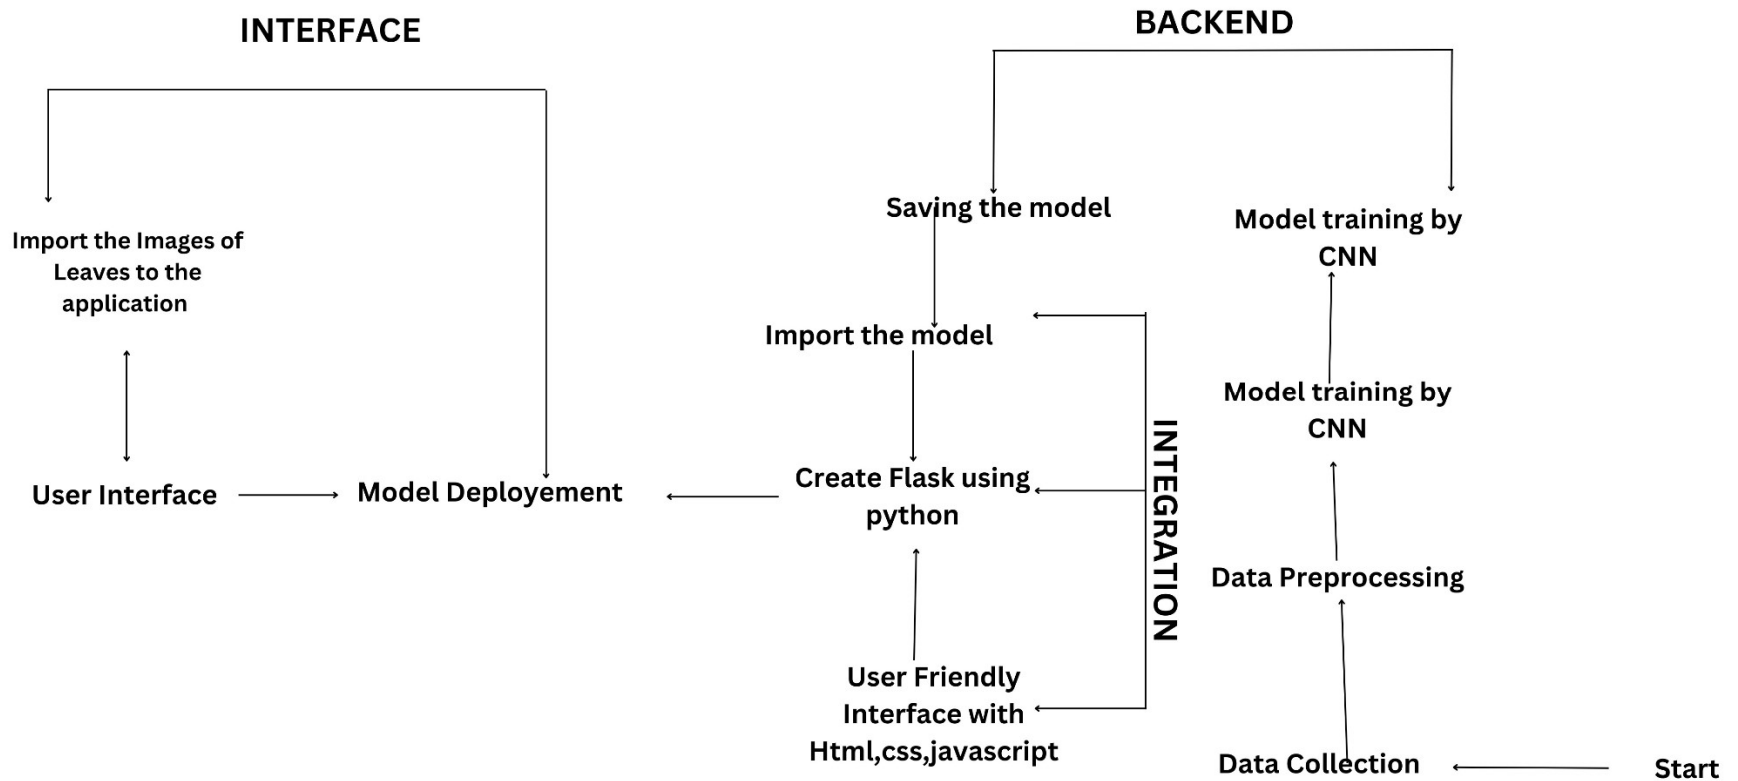 INTERFACE
BACKEND
Import the Images of
Leaves to the
application
User Interface
Model Deployement
Saving the model
Import the model
Create Flask using
python
User Friendly
Interface with
Html,css,javascript
INTEGRATION
Model training by
CNN
Model training by
CNN
Data Preprocessing
Data Collection
Start